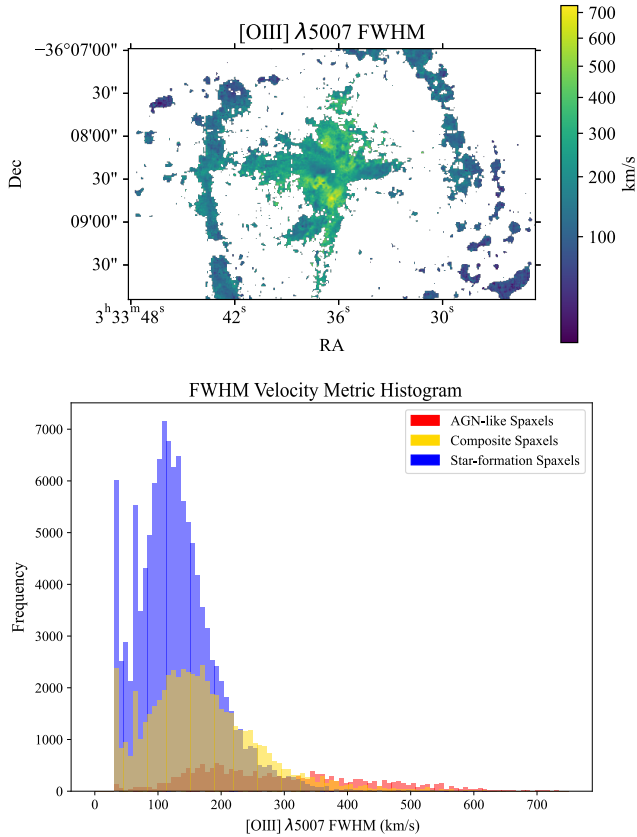 [OIII] λ5007 FWHM
−36°07'00"
30"
08'00"
30"
09'00"
30"
Dec
3ʰ33ᵐ48ˢ 42ˢ 36ˢ 30ˢ
RA
700
600
500
400
300
200
100
km/s
FWHM Velocity Metric Histogram
AGN-like Spaxels
Composite Spaxels
Star-formation Spaxels
7000
6000
5000
4000
3000
2000
1000
0
Frequency
0 100 200 300 400 500 600 700
[OIII] λ5007 FWHM (km/s)